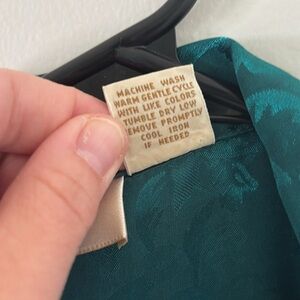 MACHINE WASH
WARM GENTLE CYCLE
WITH LIKE COLORS
TUMBLE DRY LOW
REMOVE PROMPTLY
COOL IRON
IF NEEDED